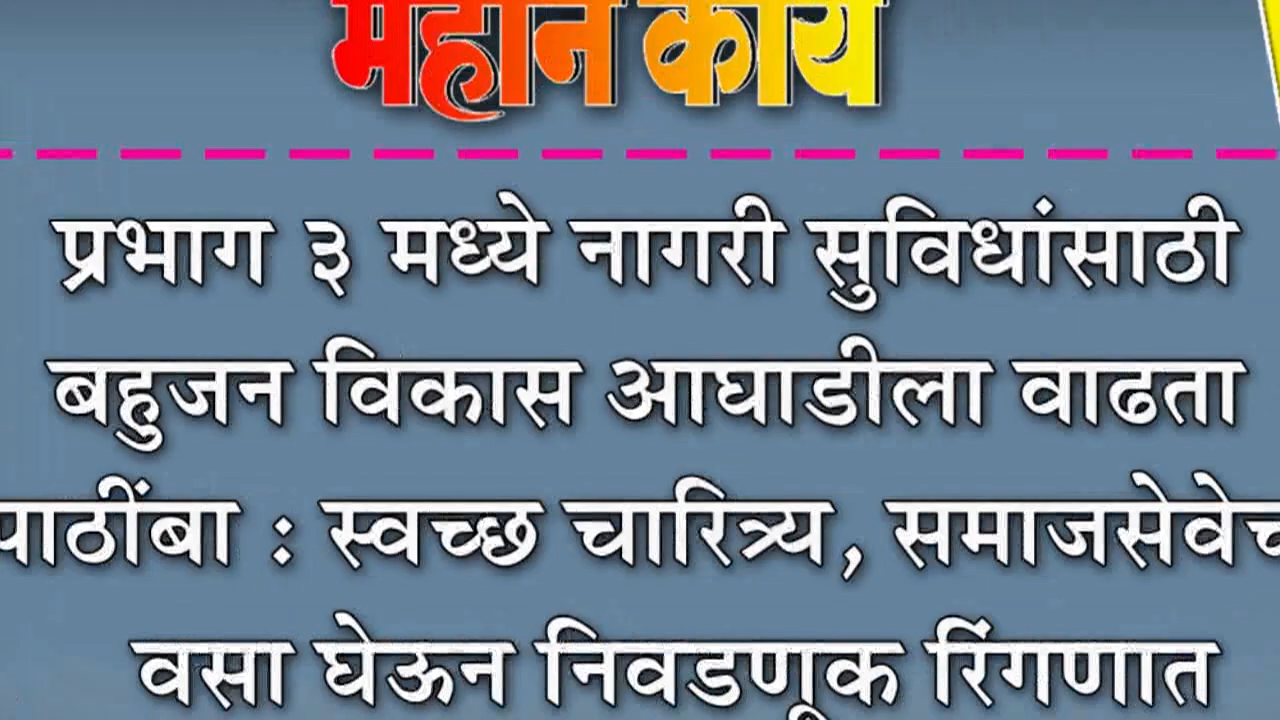 महान कार्य
प्रभाग ३ मध्ये नागरी सुविधांसाठी
बहुजन विकास आघाडीला वाढता
पाठींबा : स्वच्छ चारित्र्य, समाजसेवेच
वसा घेऊन निवडणूक रिंगणात